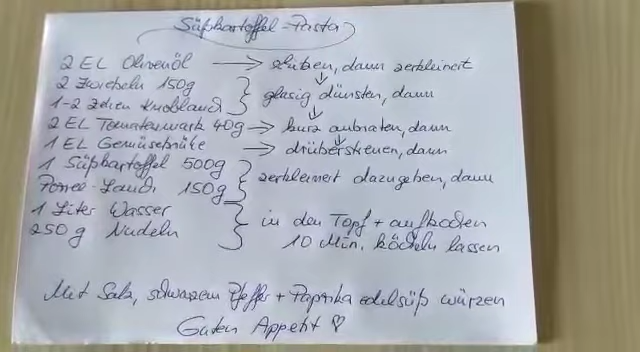 Süßkartoffel-Pasta
2 EL Olivenöl → dann zerkleinert
2 Zwiebeln 150g glasig dünsten, dann
1-2 Zehen Knoblauch
2 EL Tomatenmark 40g → kurz anbraten, dann
1 EL Gemüsebrühe → drüberstreuen, dann
1 Süßkartoffel 500g zerkleinert dazugeben, dann
Porree-Lauch 150g
1 Liter Wasser in den Topf + aufkochen
250 g Nudeln 10 Min. köcheln lassen
Mit Salz, schwarzem Pfeffer + Paprika edelsüß würzen
Guten Appetit ♡